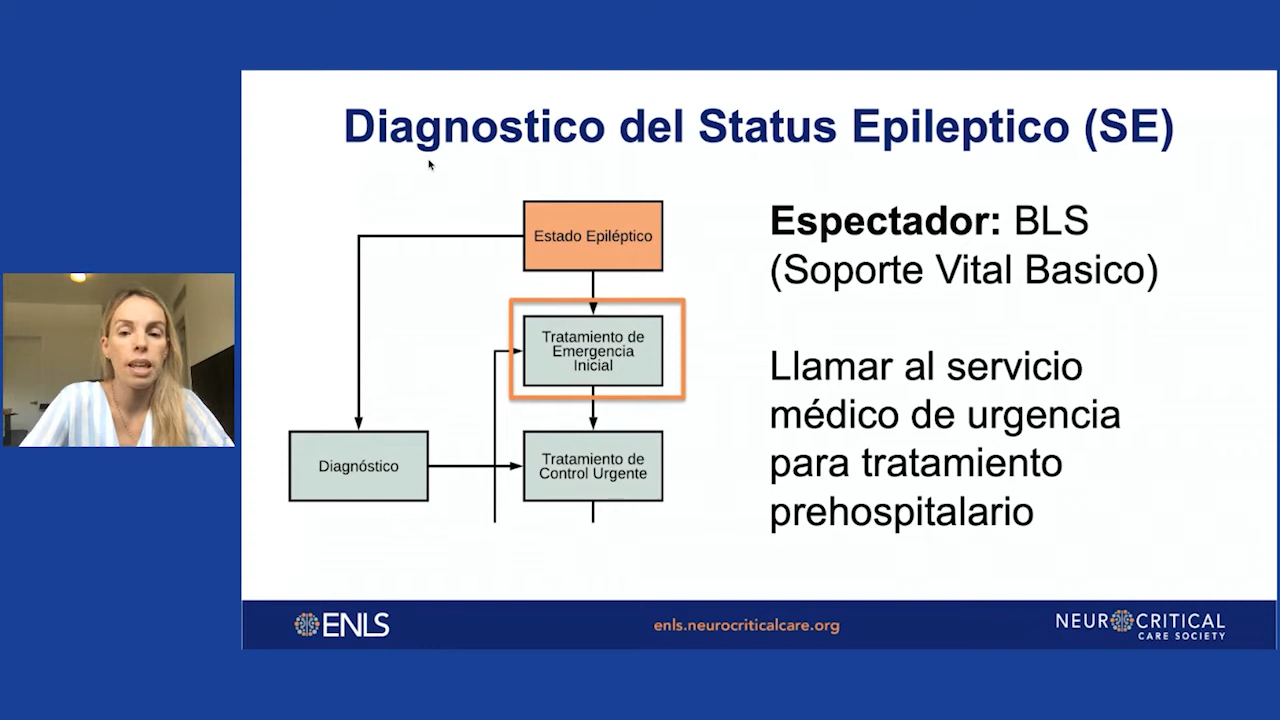 Diagnostico del Status Epileptico (SE)
Estado Epiléptico
Tratamiento de
Emergencia
Inicial
Diagnóstico
Tratamiento de
Control Urgente
Espectador: BLS
(Soporte Vital Basico)
Llamar al servicio
médico de urgencia
para tratamiento
prehospitalario
ENLS
enls.neurocriticalcare.org
NEUROCRITICAL
CARE SOCIETY